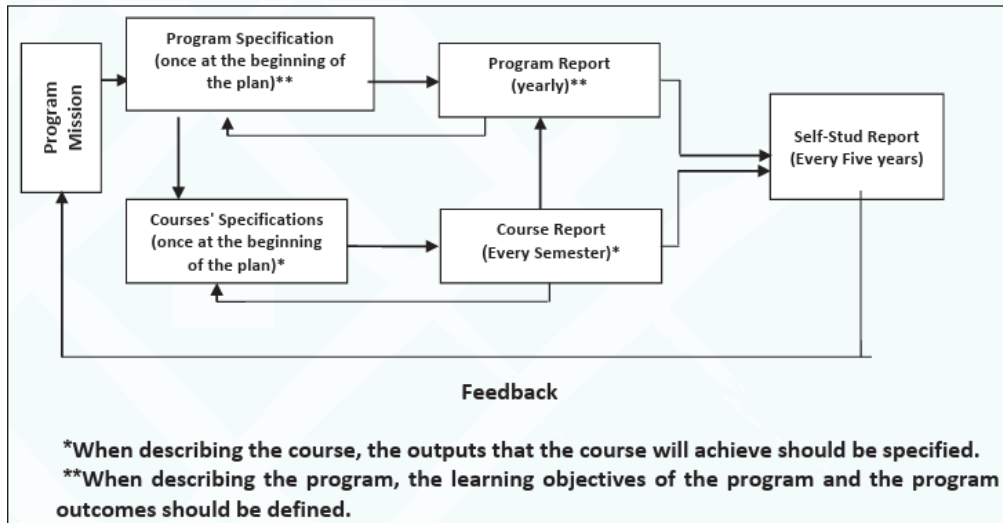 Program
Mission
Program Specification
(once at the beginning of
the plan)**
Program Report
(yearly)**
Self-Stud Report
(Every Five years)
Courses' Specifications
(once at the beginning
of the plan)*
Course Report
(Every Semester)*
Feedback
*When describing the course, the outputs that the course will achieve should be specified.
**When describing the program, the learning objectives of the program and the program
outcomes should be defined.